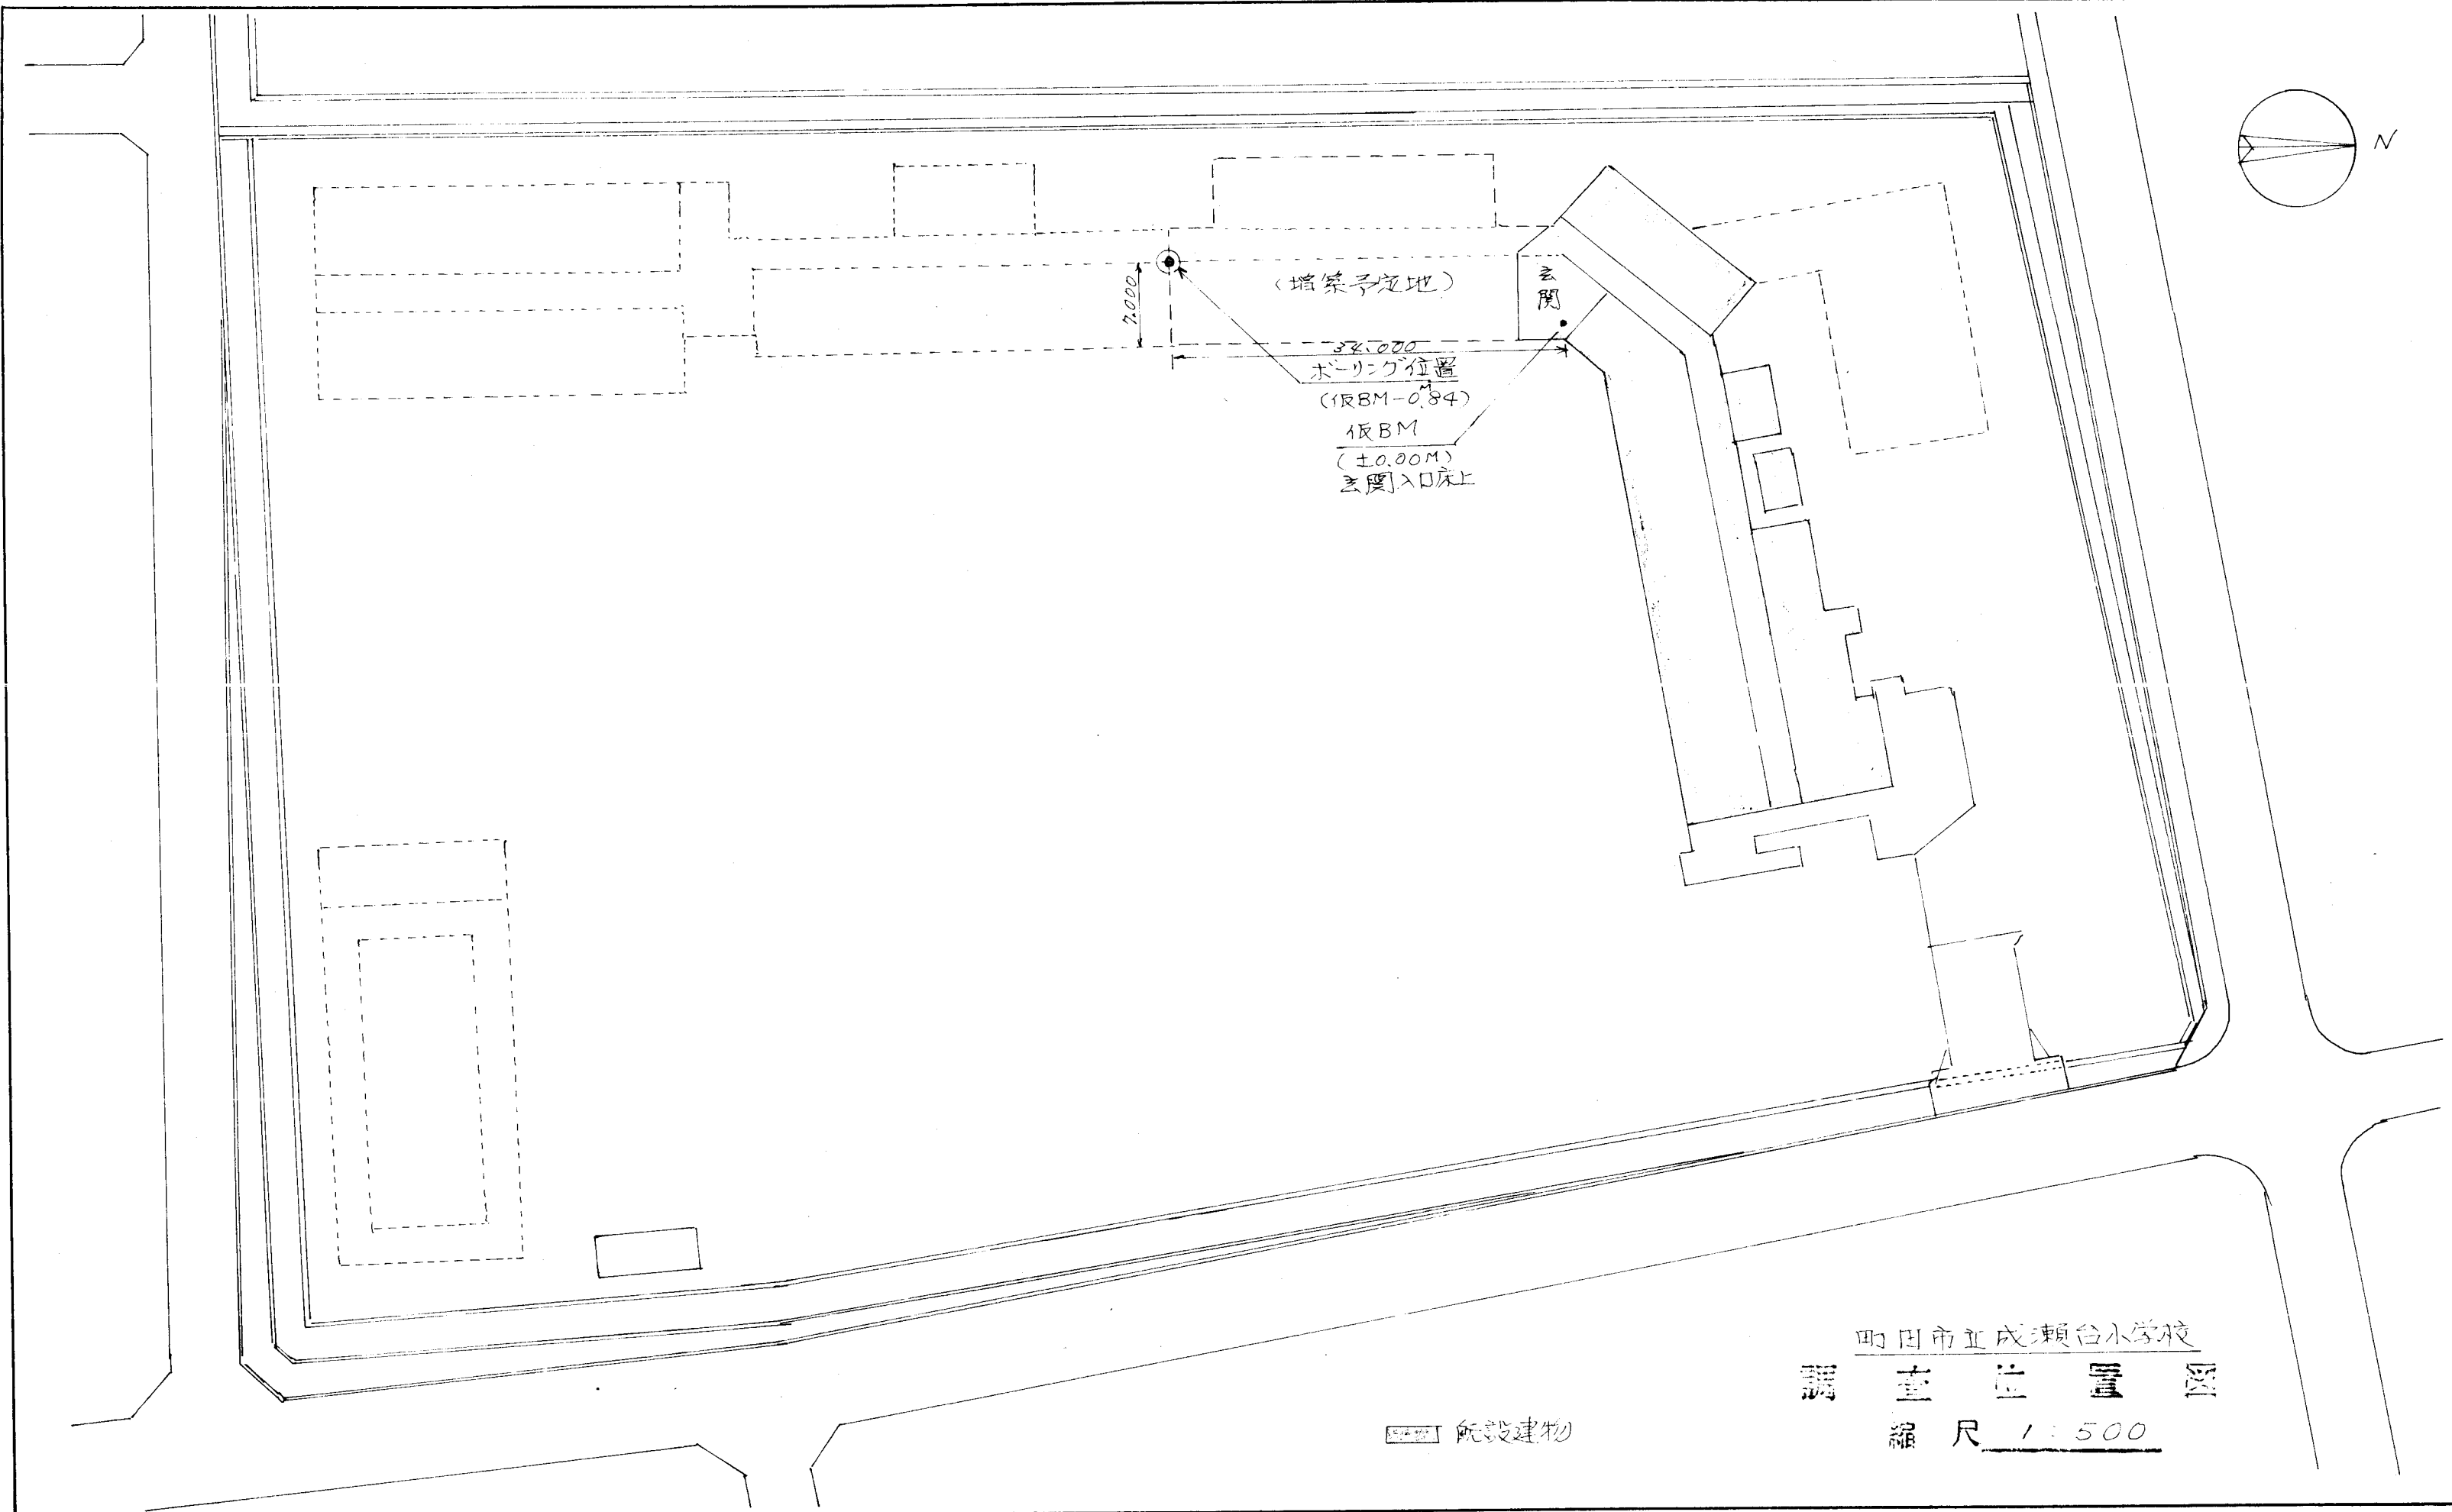 N
(増築予定地)
玄関
7.000
34.000
ボーリング位置
(仮BM-0.84M)
仮BM
(±0.00M)
玄関入口床上
町田市立成瀬台小学校
調査位置図
既設建物
縮尺 1:500